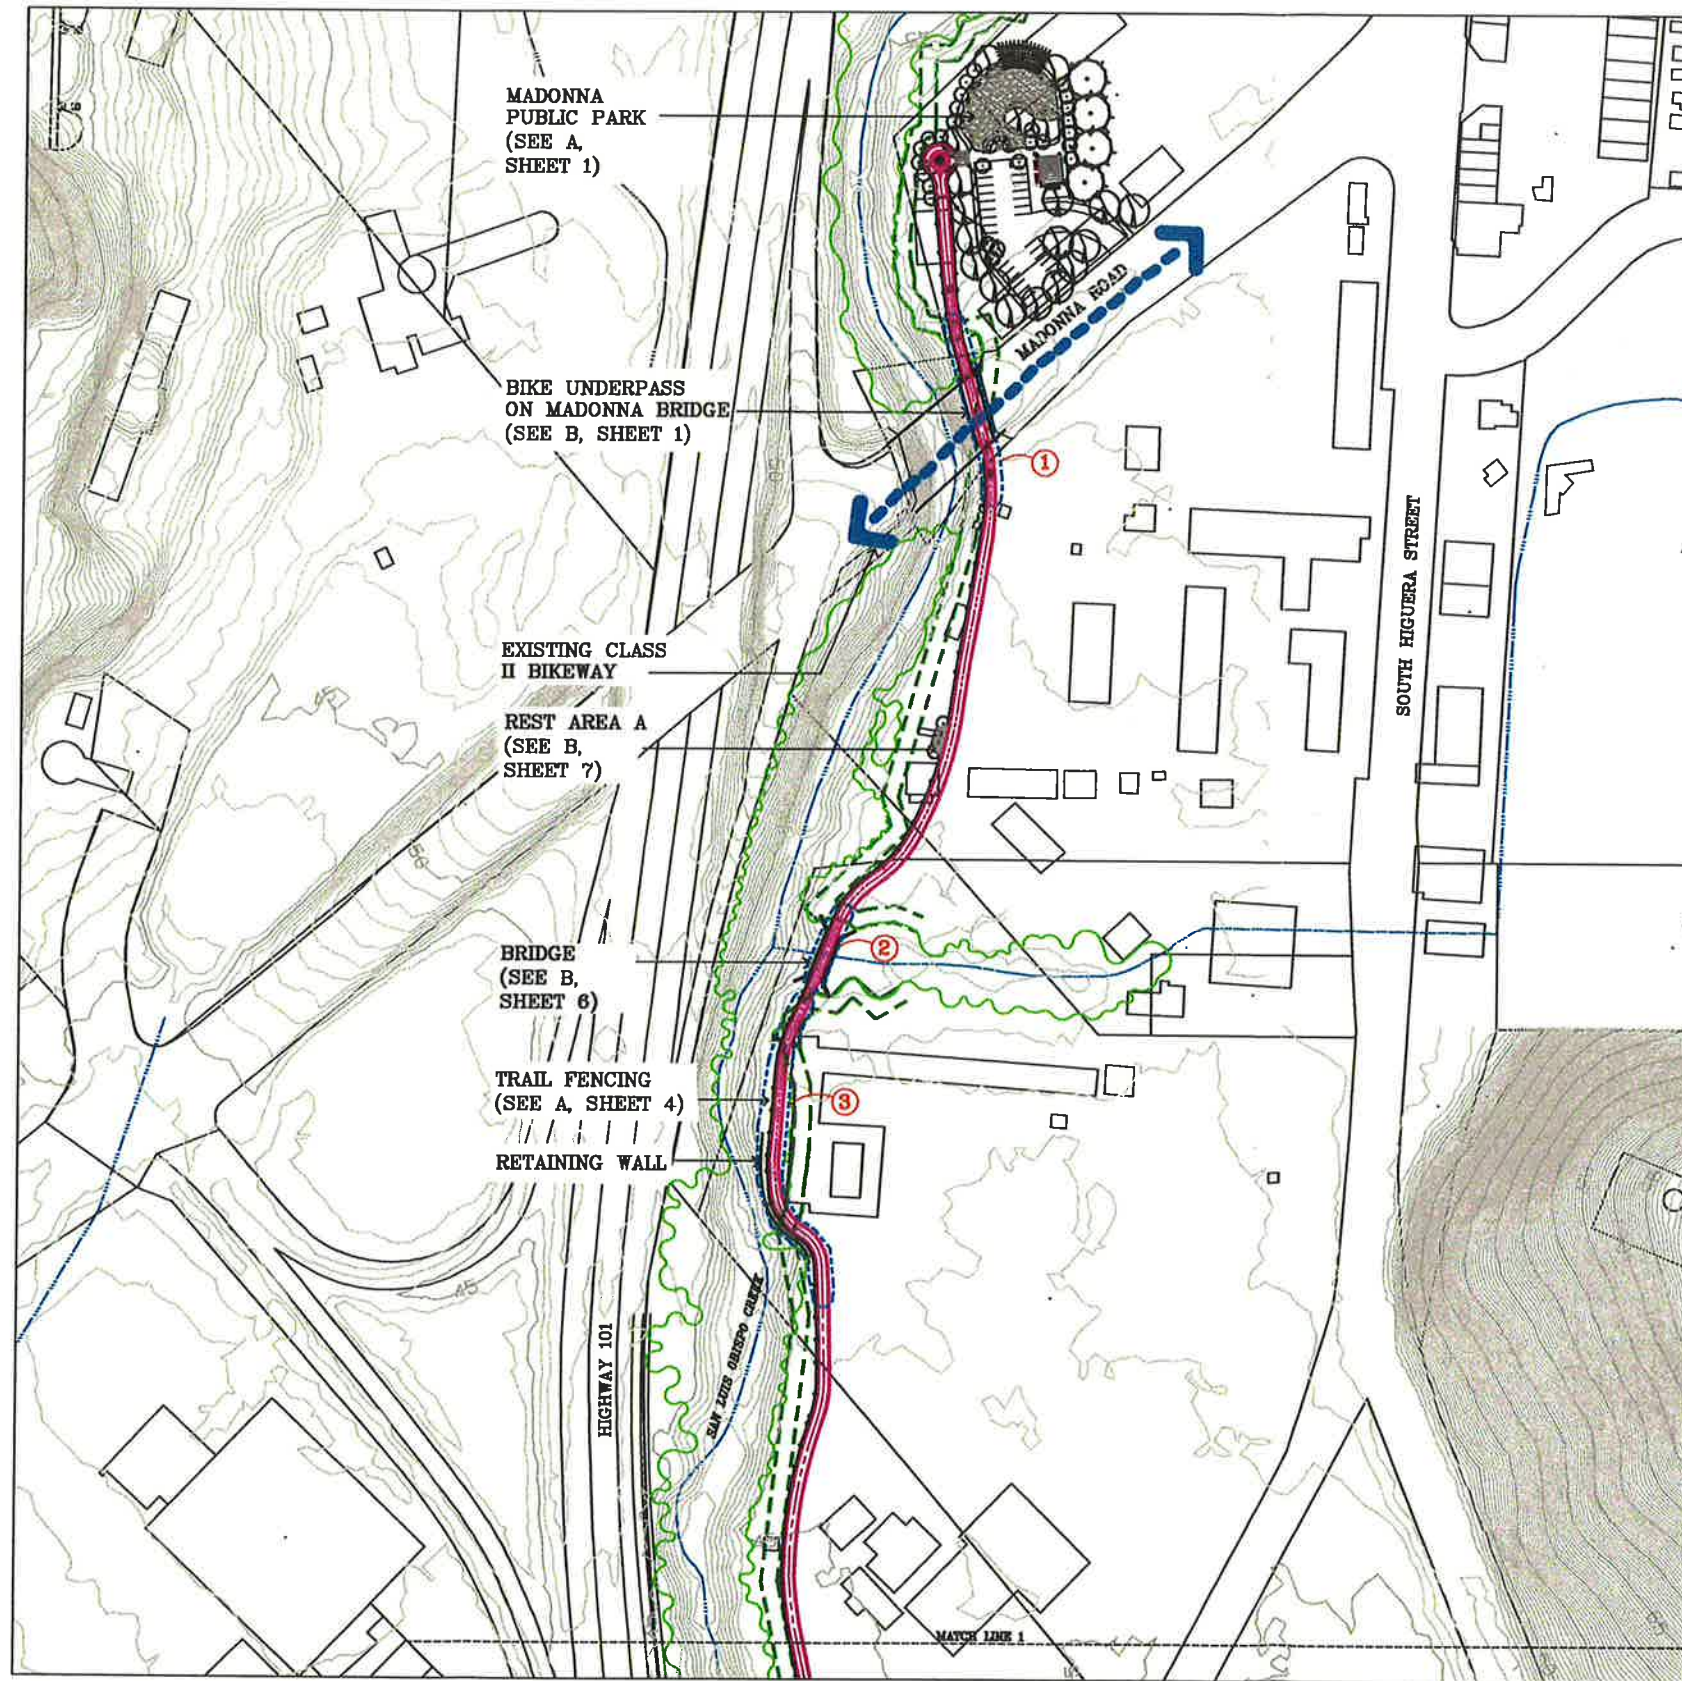 MADONNA
PUBLIC PARK
(SEE A,
SHEET 1)
MADONNA ROAD
BIKE UNDERPASS
ON MADONNA BRIDGE
(SEE B, SHEET 1)
1
SOUTH HIGUERA STREET
EXISTING CLASS
II BIKEWAY
REST AREA A
(SEE B,
SHEET 7)
56
BRIDGE
(SEE B,
SHEET 6)
2
TRAIL FENCING
(SEE A, SHEET 4)
3
RETAINING WALL
45
HIGHWAY 101
SAN LUIS OBISPO CREEK
MATCH LINE 1